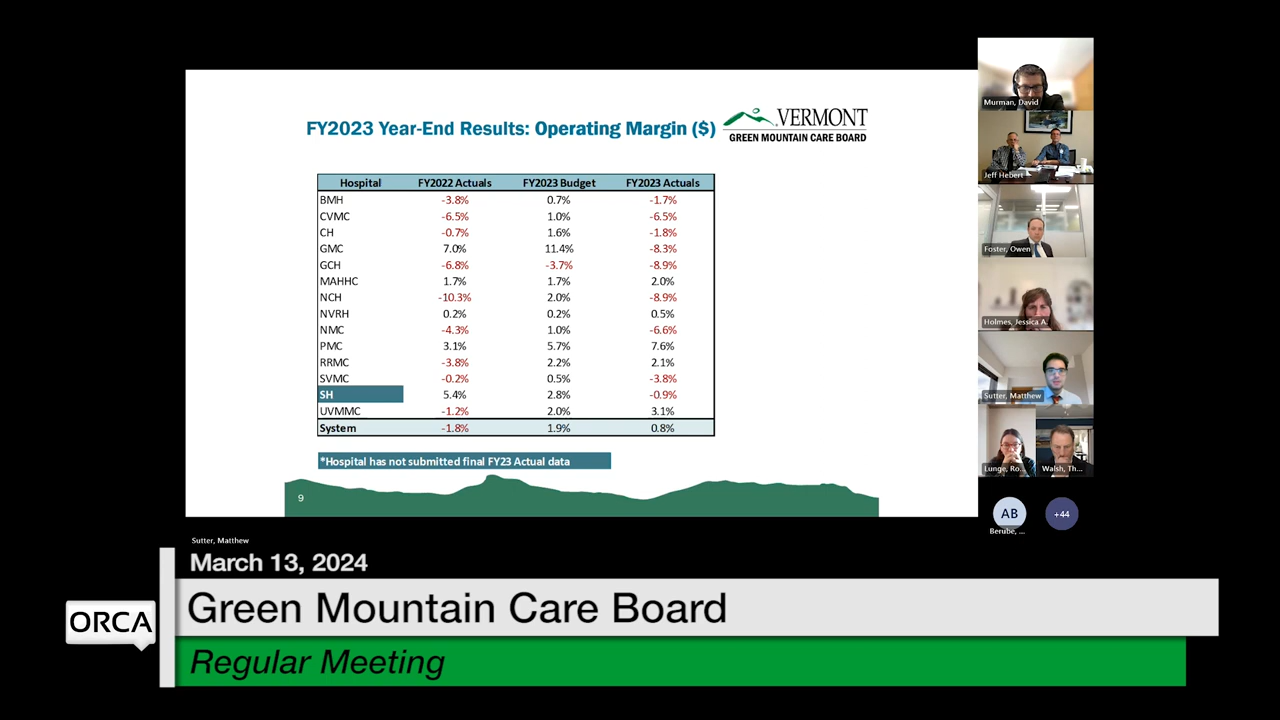 FY2023 Year-End Results: Operating Margin ($)
VERMONT
GREEN MOUNTAIN CARE BOARD
Hospital FY2022 Actuals FY2023 Budget FY2023 Actuals
BMH -3.8% 0.7% -1.7%
CVMC -6.5% 1.0% -6.5%
CH -0.7% 1.6% -1.8%
GMC 7.0% 11.4% -8.3%
GCH -6.8% -3.7% -8.9%
MAHHC 1.7% 1.7% 2.0%
NCH -10.3% 2.0% -8.9%
NVRH 0.2% 0.2% 0.5%
NMC -4.3% 1.0% -6.6%
PMC 3.1% 5.7% 7.6%
RRMC -3.8% 2.2% 2.1%
SVMC -0.2% 0.5% -3.8%
SH 5.4% 2.8% -0.9%
UVMMC -1.2% 2.0% 3.1%
System -1.8% 1.9% 0.8%
*Hospital has not submitted final FY23 Actual data
9
Murman, David
Jeff Hebert
Foster, Owen
Holmes, Jessica A.
Sutter, Matthew
Lunge, Ro...
Walsh, Th...
AB
+44
Berube, ...
Sutter, Matthew
March 13, 2024
ORCA
Green Mountain Care Board
Regular Meeting